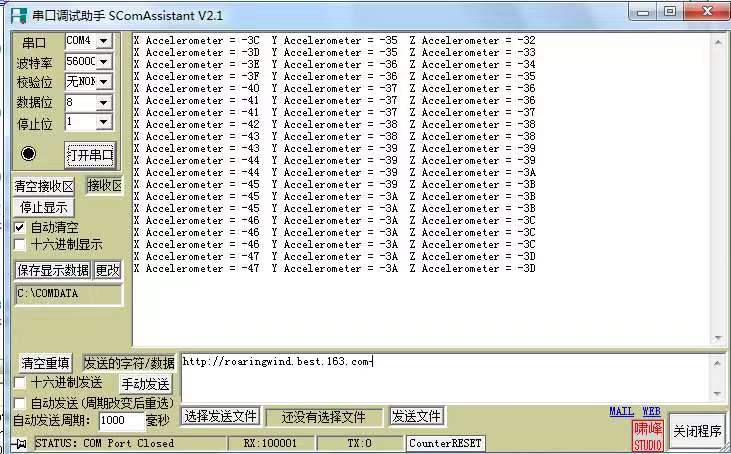 串口调试助手 SComAssistant V2.1
串口 COM4
波特率 56000
校验位 无NON
数据位 8
停止位 1
打开串口
清空接收区 接收区
停止显示
自动清空
十六进制显示
保存显示数据 更改
C:\COMDATA
X Accelerometer = -3C Y Accelerometer = -35 Z Accelerometer = -32
X Accelerometer = -3D Y Accelerometer = -35 Z Accelerometer = -33
X Accelerometer = -3E Y Accelerometer = -36 Z Accelerometer = -34
X Accelerometer = -3F Y Accelerometer = -36 Z Accelerometer = -35
X Accelerometer = -40 Y Accelerometer = -37 Z Accelerometer = -36
X Accelerometer = -41 Y Accelerometer = -37 Z Accelerometer = -36
X Accelerometer = -41 Y Accelerometer = -37 Z Accelerometer = -37
X Accelerometer = -42 Y Accelerometer = -38 Z Accelerometer = -38
X Accelerometer = -43 Y Accelerometer = -38 Z Accelerometer = -38
X Accelerometer = -43 Y Accelerometer = -39 Z Accelerometer = -39
X Accelerometer = -44 Y Accelerometer = -39 Z Accelerometer = -39
X Accelerometer = -44 Y Accelerometer = -39 Z Accelerometer = -3A
X Accelerometer = -45 Y Accelerometer = -39 Z Accelerometer = -3B
X Accelerometer = -45 Y Accelerometer = -3A Z Accelerometer = -3B
X Accelerometer = -45 Y Accelerometer = -3A Z Accelerometer = -3B
X Accelerometer = -46 Y Accelerometer = -3A Z Accelerometer = -3C
X Accelerometer = -46 Y Accelerometer = -3A Z Accelerometer = -3C
X Accelerometer = -46 Y Accelerometer = -3A Z Accelerometer = -3C
X Accelerometer = -47 Y Accelerometer = -3A Z Accelerometer = -3D
X Accelerometer = -47 Y Accelerometer = -3A Z Accelerometer = -3D
清空重填 发送的字符/数据
http://roaringwind.best.163.com
十六进制发送 手动发送
自动发送(周期改变后重选)
自动发送周期: 1000 毫秒
选择发送文件 还没有选择文件 发送文件
MAIL WEB
啸峰
STUDIO
关闭程序
STATUS: COM Port Closed RX:100001 TX:0 CounterRESET